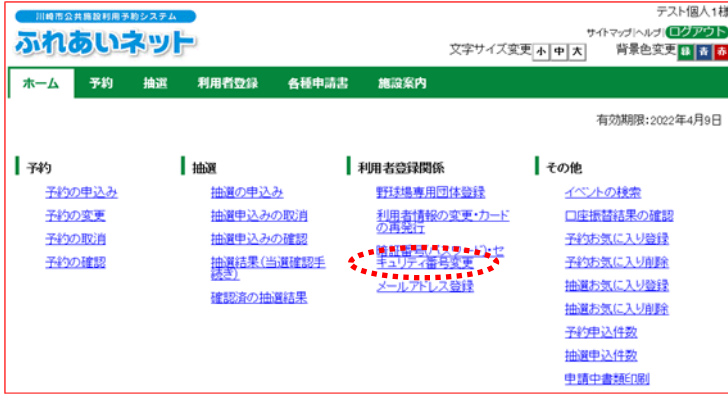 川崎市公共施設利用予約システム
テスト個人1様
ふれあいネット
サイトマップ|ヘルプ|ログアウト
文字サイズ変更 小 中 大 背景色変更 緑 青 赤
ホーム 予約 抽選 利用者登録 各種申請書 施設案内
有効期限:2022年4月9日
予約
予約の申込み
予約の変更
予約の取消
予約の確認
抽選
抽選の申込み
抽選申込みの取消
抽選申込みの確認
抽選結果(当選確認手
続き)
確認済の抽選結果
利用者登録関係
野球場専用団体登録
利用者情報の変更・カード
の再発行
暗証番号(パスワード)・セ
キュリティ番号変更
メールアドレス登録
その他
イベントの検索
口座振替結果の確認
予約お気に入り登録
予約お気に入り削除
抽選お気に入り登録
抽選お気に入り削除
予約申込件数
抽選申込件数
申請中書類印刷